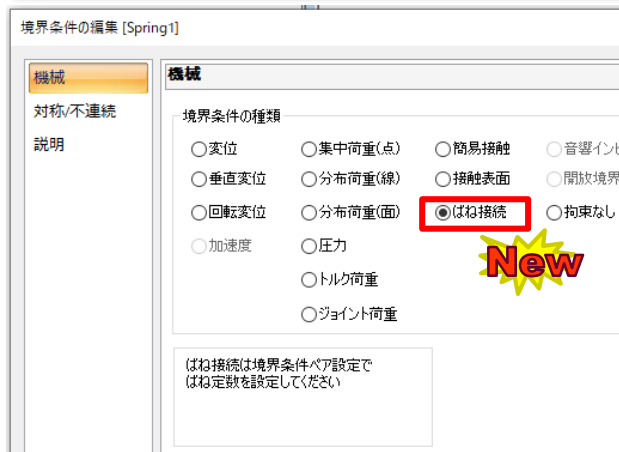 境界条件の編集 [Spring1]
機械
対称/不連続
説明
機械
境界条件の種類
変位 集中荷重(点) 簡易接触
垂直変位 分布荷重(線) 接触表面 開放境界
回転変位 分布荷重(面) ばね接続 拘束なし
加速度 圧力
New
トルク荷重
ジョイント荷重
ばね接続は境界条件ペア設定で
ばね定数を設定してください